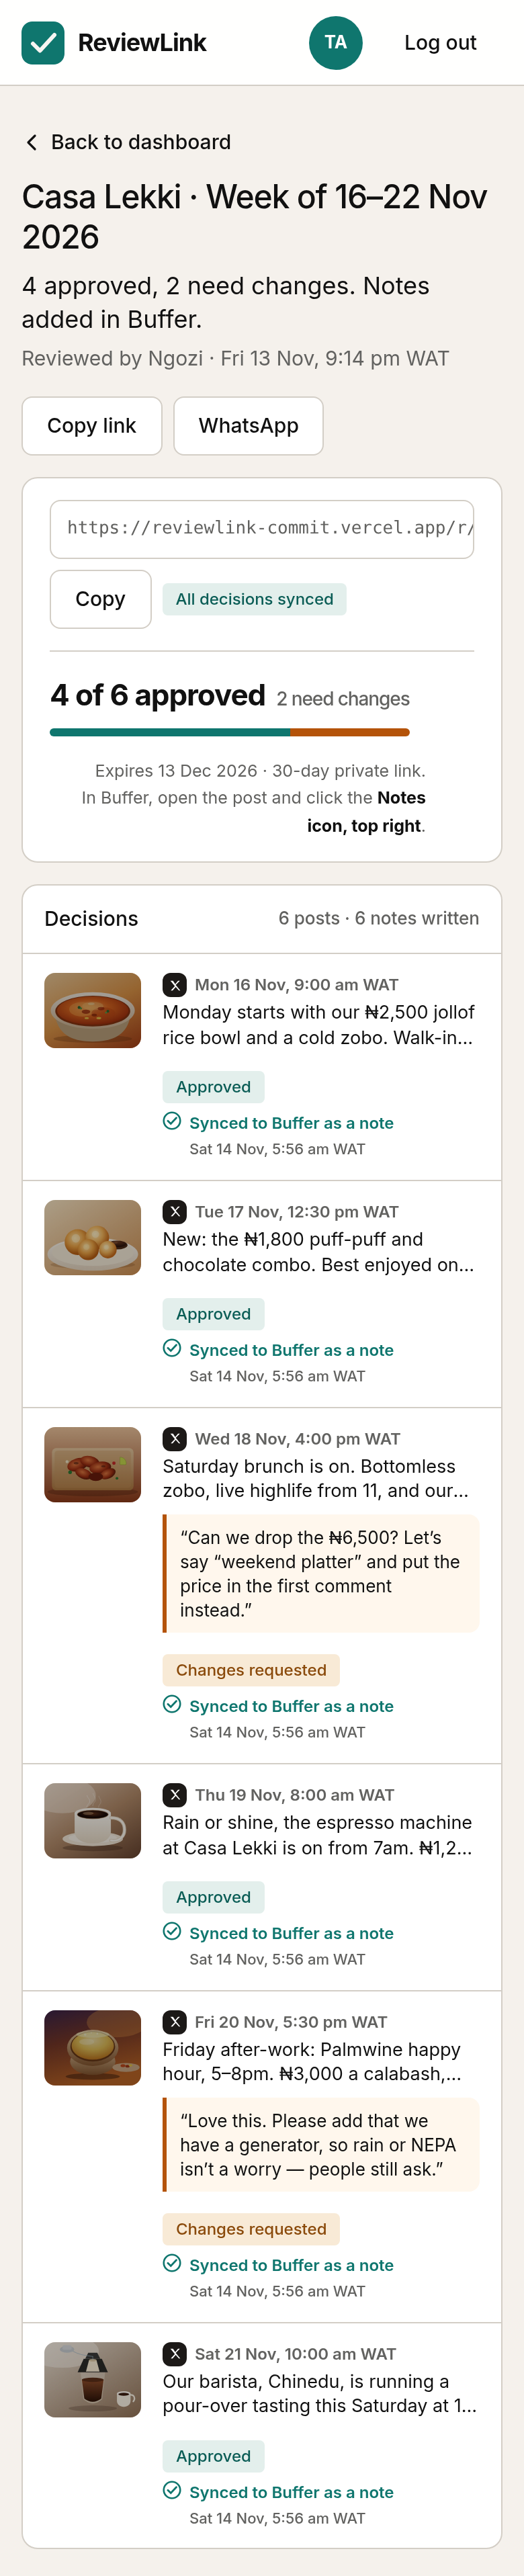 ReviewLink
TA
Log out
Back to dashboard
Casa Lekki · Week of 16–22 Nov
2026
4 approved, 2 need changes. Notes
added in Buffer.
Reviewed by Ngozi · Fri 13 Nov, 9:14 pm WAT
Copy link
WhatsApp
https://reviewlink-commit.vercel.app/r/
Copy
All decisions synced
4 of 6 approved 2 need changes
Expires 13 Dec 2026 · 30-day private link.
In Buffer, open the post and click the Notes
icon, top right.
Decisions
6 posts · 6 notes written
Mon 16 Nov, 9:00 am WAT
Monday starts with our ₦2,500 jollof
rice bowl and a cold zobo. Walk-in…
Approved
Synced to Buffer as a note
Sat 14 Nov, 5:56 am WAT
Tue 17 Nov, 12:30 pm WAT
New: the ₦1,800 puff-puff and
chocolate combo. Best enjoyed on…
Approved
Synced to Buffer as a note
Sat 14 Nov, 5:56 am WAT
Wed 18 Nov, 4:00 pm WAT
Saturday brunch is on. Bottomless
zobo, live highlife from 11, and our…
“Can we drop the ₦6,500? Let’s
say “weekend platter” and put the
price in the first comment
instead.”
Changes requested
Synced to Buffer as a note
Sat 14 Nov, 5:56 am WAT
Thu 19 Nov, 8:00 am WAT
Rain or shine, the espresso machine
at Casa Lekki is on from 7am. ₦1,2…
Approved
Synced to Buffer as a note
Sat 14 Nov, 5:56 am WAT
Fri 20 Nov, 5:30 pm WAT
Friday after-work: Palmwine happy
hour, 5–8pm. ₦3,000 a calabash,…
“Love this. Please add that we
have a generator, so rain or NEPA
isn’t a worry — people still ask.”
Changes requested
Synced to Buffer as a note
Sat 14 Nov, 5:56 am WAT
Sat 21 Nov, 10:00 am WAT
Our barista, Chinedu, is running a
pour-over tasting this Saturday at 1…
Approved
Synced to Buffer as a note
Sat 14 Nov, 5:56 am WAT